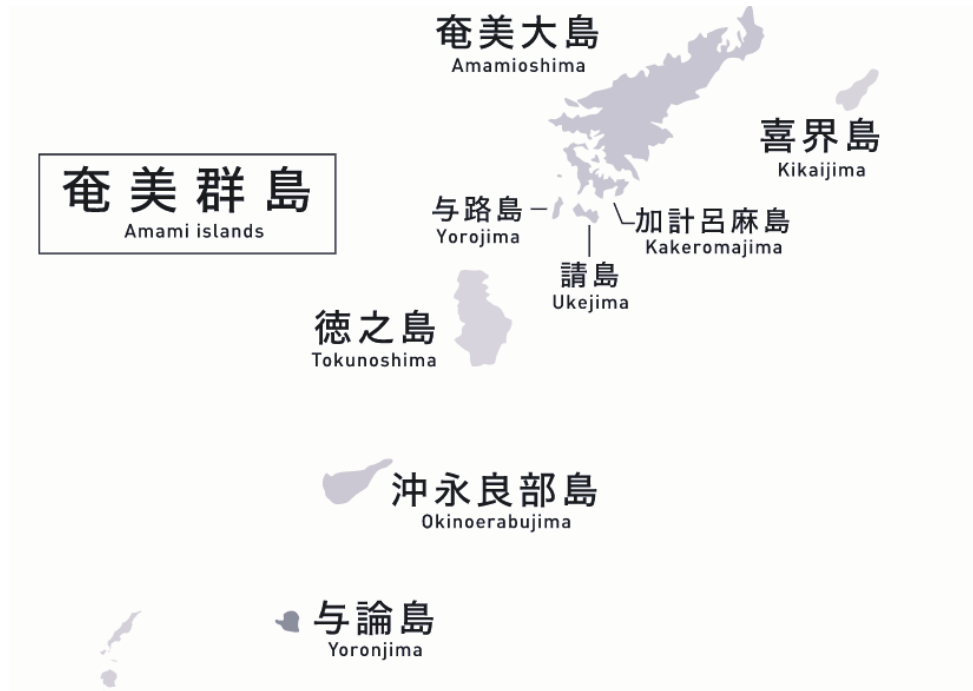 奄美大島
Amamioshima
喜界島
Kikaijima
奄美群島
Amami islands
与路島
Yorojima
加計呂麻島
Kakeromajima
請島
Ukejima
徳之島
Tokunoshima
沖永良部島
Okinoerabujima
与論島
Yoronjima